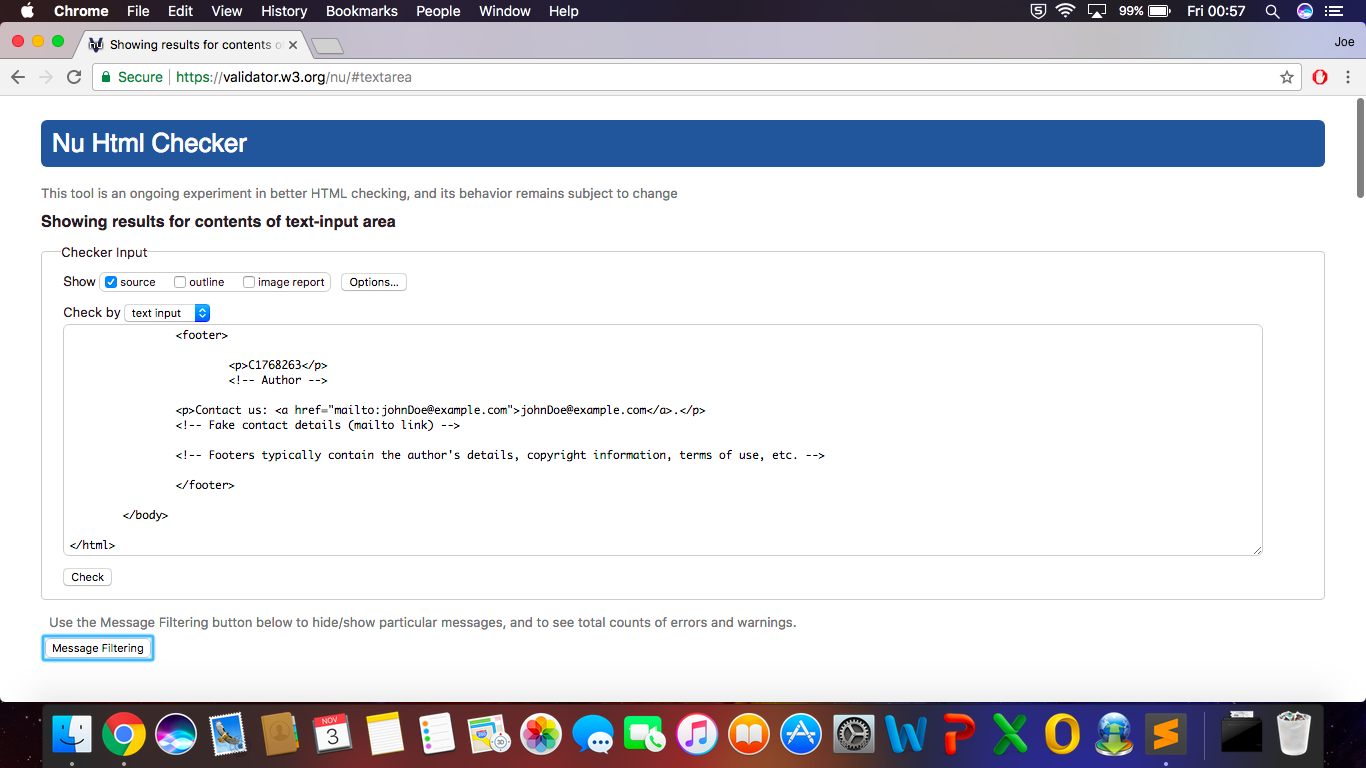 Chrome File Edit View History Bookmarks People Window Help 99% Fri 00:57
Showing results for contents o
Joe
Secure https://validator.w3.org/nu/#textarea
Nu Html Checker
This tool is an ongoing experiment in better HTML checking, and its behavior remains subject to change
Showing results for contents of text-input area
Checker Input
Show source outline image report Options...
Check by text input
<footer>
<p>C1768263</p>
<!-- Author -->
<p>Contact us: <a href="mailto:johnDoe@example.com">johnDoe@example.com</a>.</p>
<!-- Fake contact details (mailto link) -->
<!-- Footers typically contain the author's details, copyright information, terms of use, etc. -->
</footer>
</body>
</html>
Check
Use the Message Filtering button below to hide/show particular messages, and to see total counts of errors and warnings.
Message Filtering
NOV
3